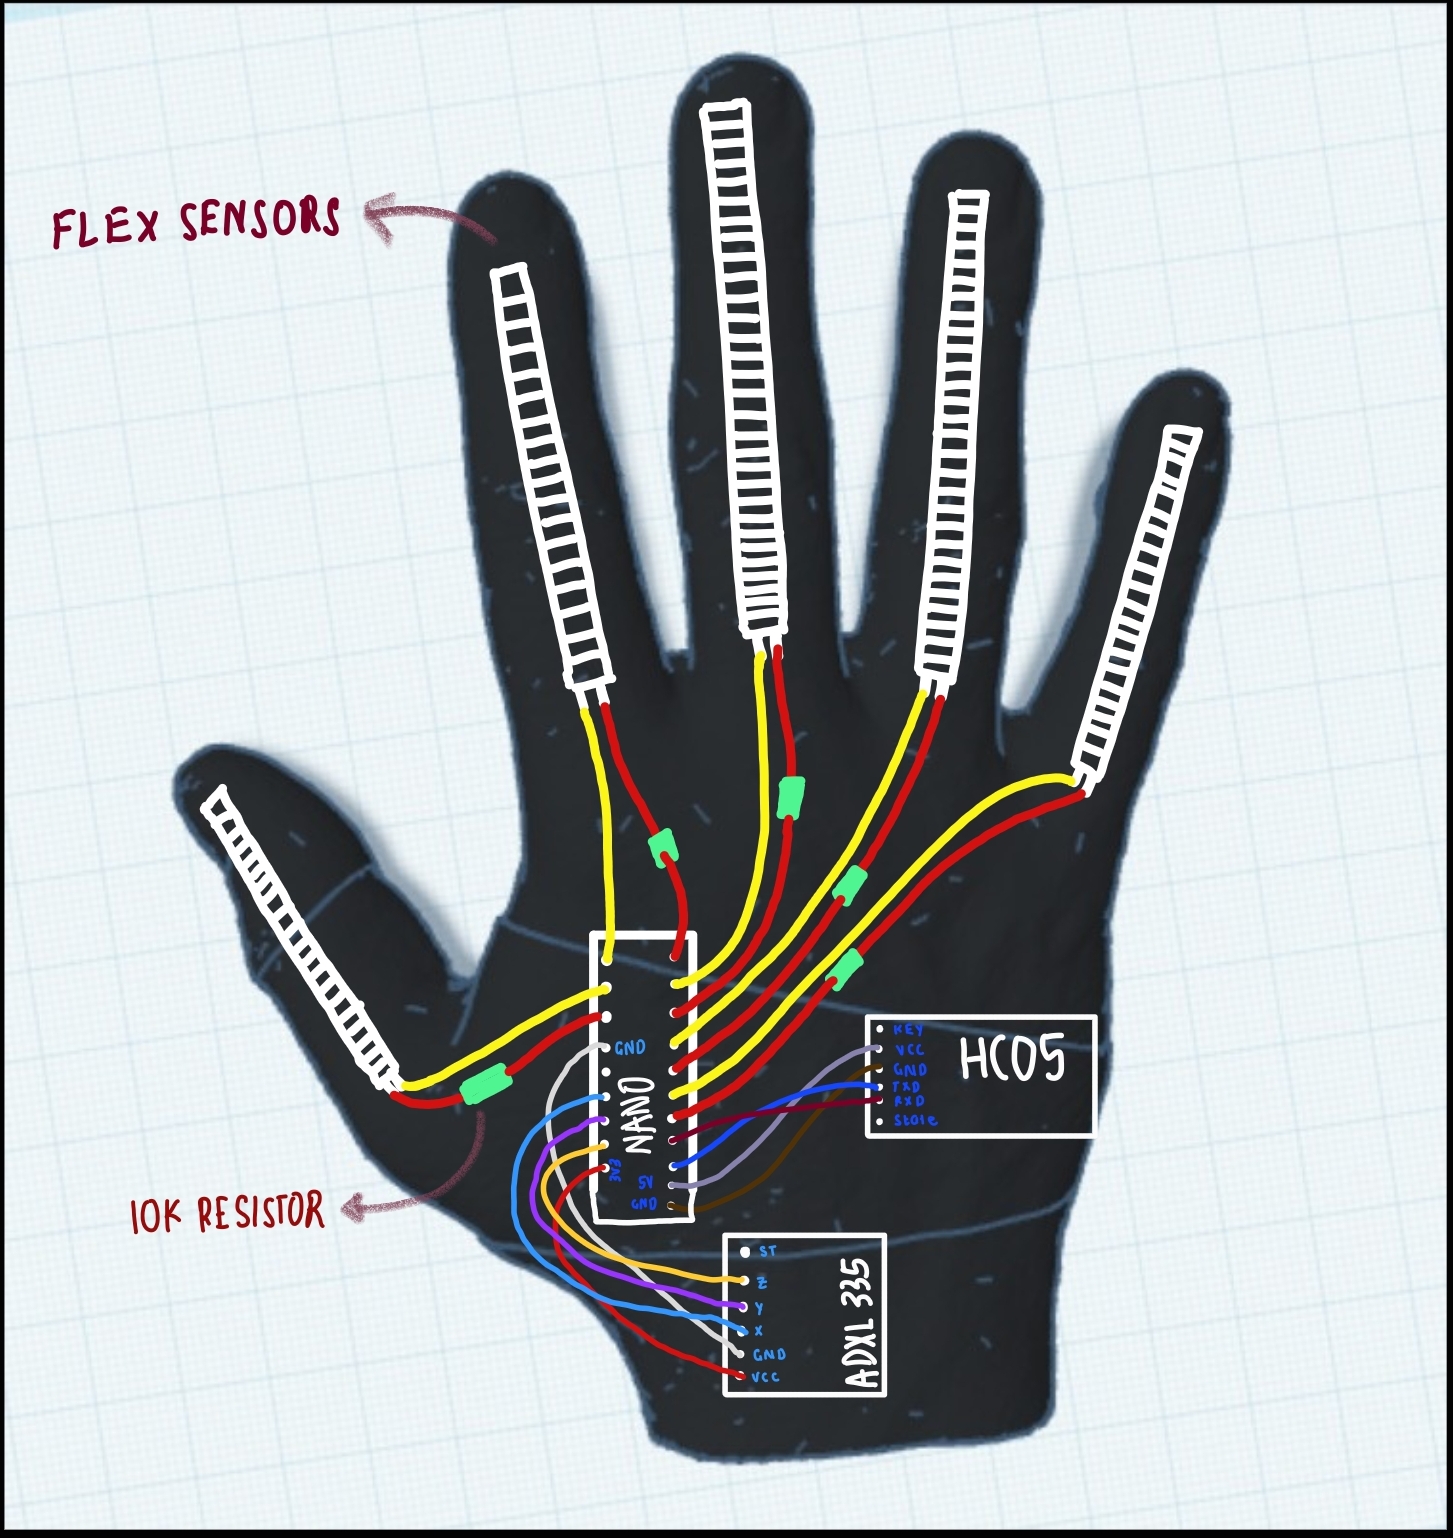 FLEX SENSORS
GND
NANO
3V3
5V
GND
KEY
VCC
GND
TXD
RXD
State
HC05
10K RESISTOR
ST
Z
Y
X
GND
VCC
ADXL 335